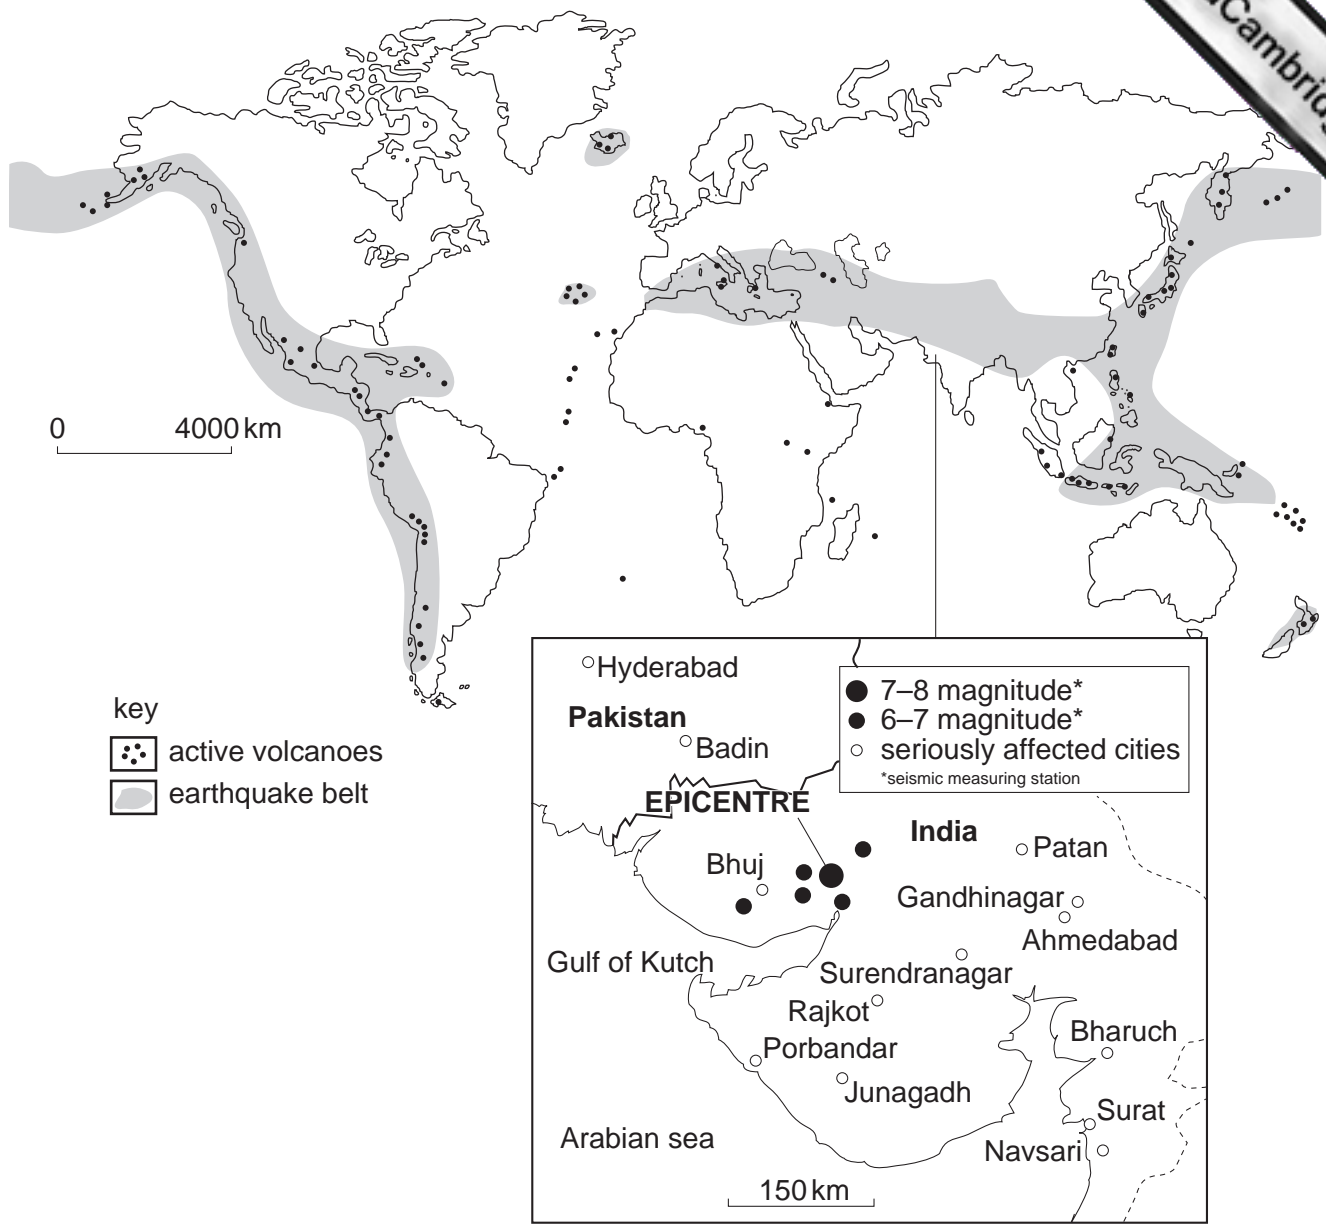 Cambridge
0 4000 km
key
active volcanoes
earthquake belt
Hyderabad
Pakistan
Badin
7–8 magnitude*
6–7 magnitude*
seriously affected cities
*seismic measuring station
EPICENTRE
India
Patan
Bhuj
Gandhinagar
Ahmedabad
Gulf of Kutch
Surendranagar
Rajkot
Bharuch
Porbandar
Junagadh
Surat
Arabian sea
Navsari
150 km